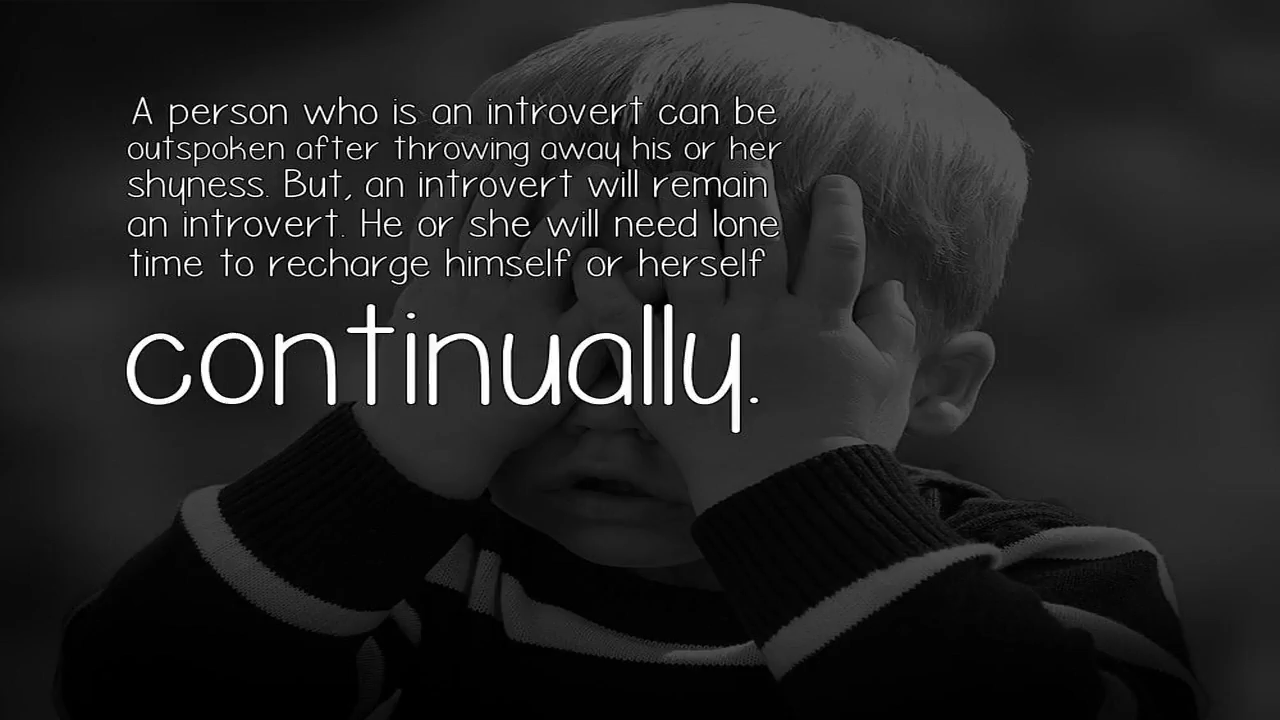 A person who is an introvert can be
outspoken after throwing away his or her
shyness. But, an introvert will remain
an introvert. He or she will need lone
time to recharge himself or herself
continually.